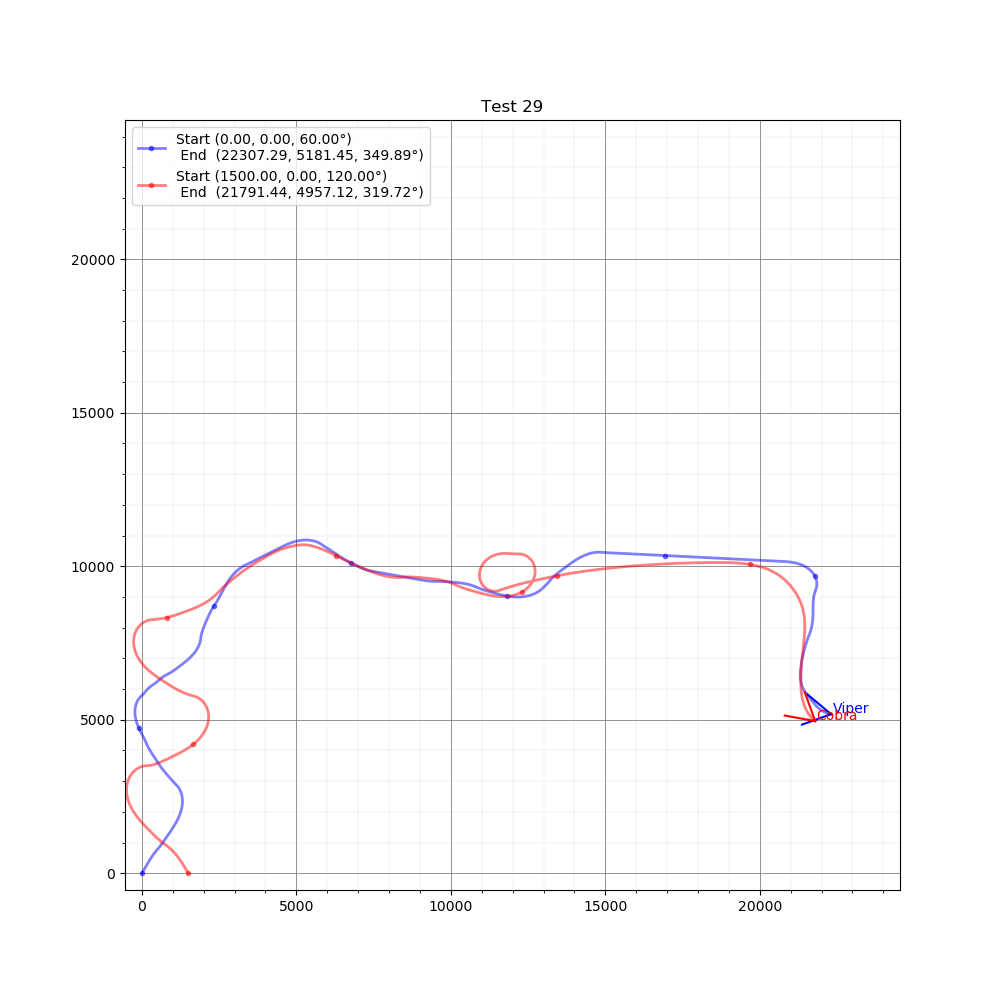 Test 29
Start (0.00, 0.00, 60.00°)
End  (22307.29, 5181.45, 349.89°)
Start (1500.00, 0.00, 120.00°)
End  (21791.44, 4957.12, 319.72°)
20000
15000
10000
5000
0
Viper
Cobra
0 5000 10000 15000 20000